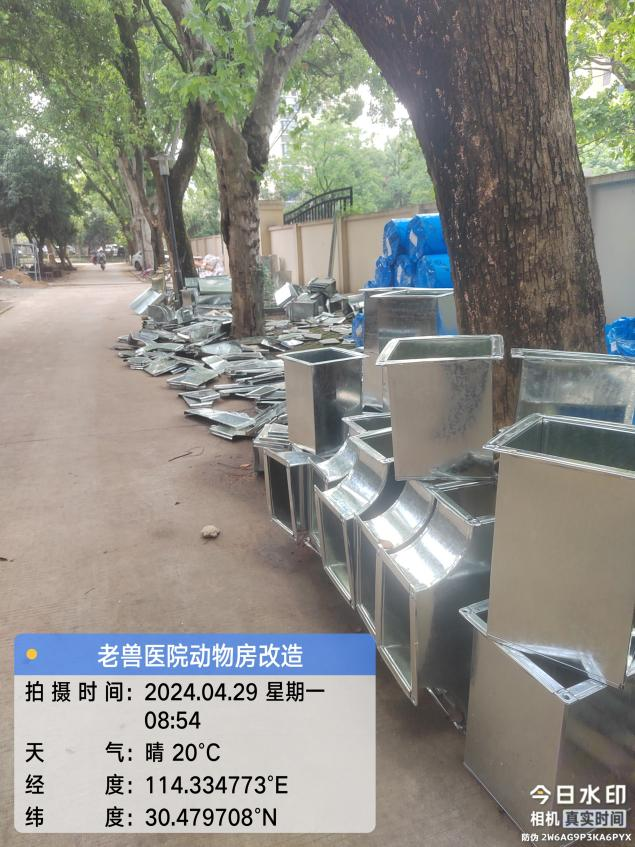 老兽医院动物房改造
拍摄时间：2024.04.29 星期一
08:54
天气：晴 20°C
经度：114.334773°E
纬度：30.479708°N
今日水印
相机 真实时间
防伪 2W6AG9P3KA6PYX